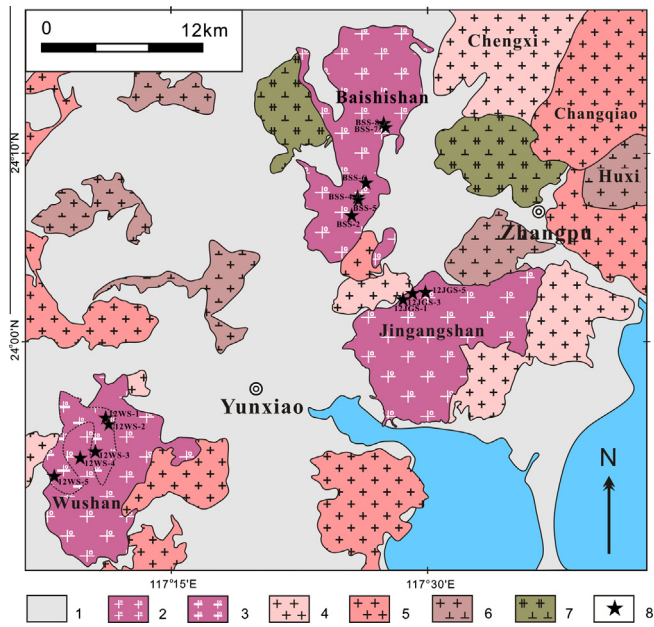 0 12km
Chengxi
Baishishan
Changqiao
BSS-8
BSS-7
24°10'
Huxi
BSS-6
BSS-4
BSS-5
BSS-2
Zhangpu
12JGS-5
12JGS-3
12JGS-1
Jingangshan
24°00'
Yunxiao
12WS-1
12WS-2
12WS-3
12WS-4
12WS-5
Wushan
N
117°15'E 117°30'E
1 2 3 4 5 6 7 8